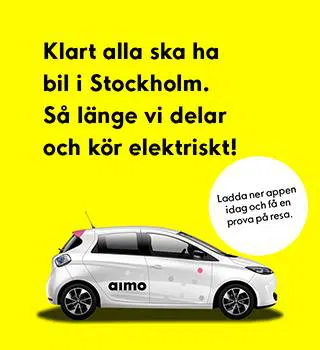 Klart alla ska ha
bil i Stockholm.
Så länge vi delar
och kör elektriskt!
Ladda ner appen
idag och få en
prova på resa.
aimo